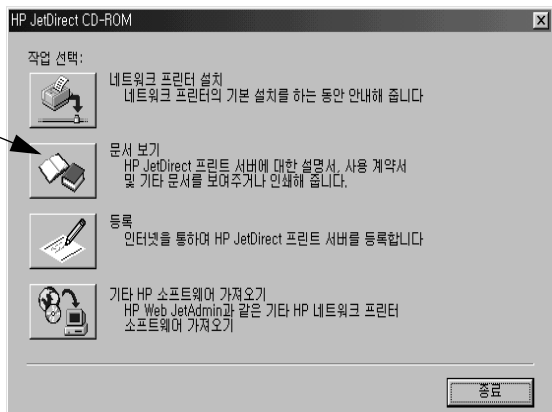 HP JetDirect CD-ROM
작업 선택:
네트워크 프린터 설치
네트워크 프린터의 기본 설치를 하는 동안 안내해 줍니다
문서 보기
HP JetDirect 프린트 서버에 대한 설명서, 사용 계약서
및 기타 문서를 보여주거나 인쇄해 줍니다.
등록
인터넷을 통하여 HP JetDirect 프린트 서버를 등록합니다
기타 HP 소프트웨어 가져오기
HP Web JetAdmin과 같은 기타 HP 네트워크 프린터
소프트웨어 가져오기
종료